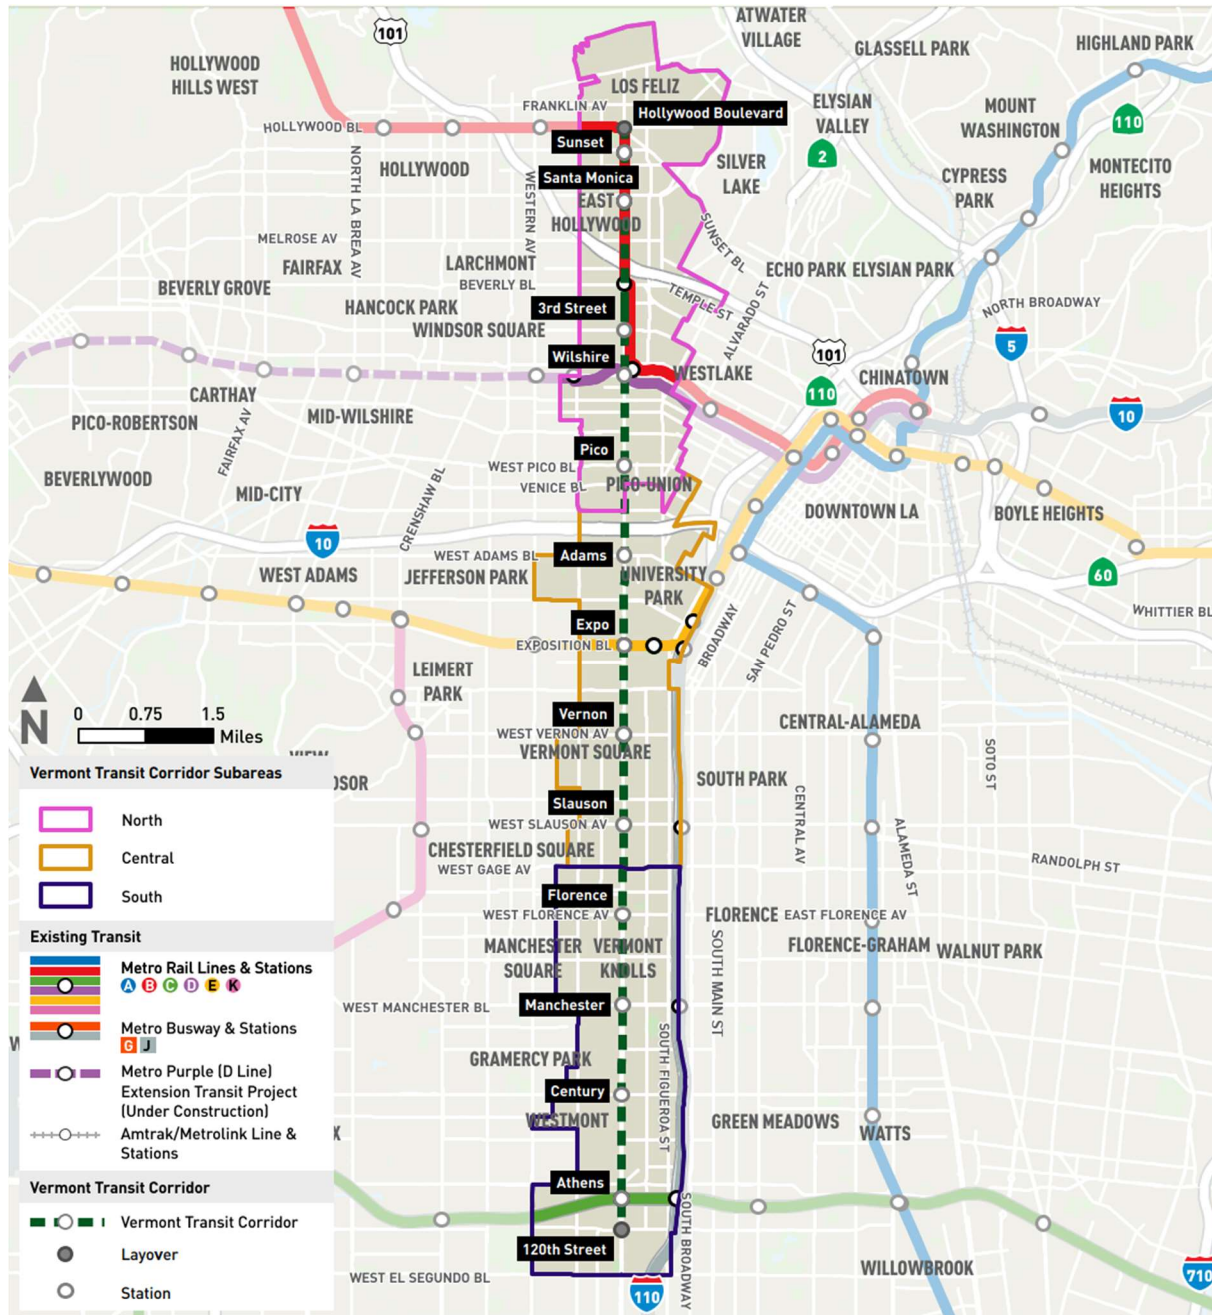 101
ATWATER
VILLAGE
GLASSELL PARK
HIGHLAND PARK
HOLLYWOOD
HILLS WEST
LOS FELIZ
FRANKLIN AV
Hollywood Boulevard
ELYSIAN
VALLEY
MOUNT
WASHINGTON
110
HOLLYWOOD BL
Sunset
2
HOLLYWOOD
Santa Monica
SILVER
LAKE
CYPRESS
PARK
MONTECITO
HEIGHTS
NORTH LA BREA AV
WESTERN AV
EAST
HOLLYWOOD
SUNSET BL
MELROSE AV
FAIRFAX
LARCHMONT
BEVERLY BL
ECHO PARK
ELYSIAN PARK
BEVERLY GROVE
HANCOCK PARK
3rd Street
TEMPLE ST
ALVARADO ST
NORTH BROADWAY
WINDSOR SQUARE
Wilshire
101
5
WESTLAKE
CHINATOWN
CARTHAY
110
10
PICO-ROBERTSON
MID-WILSHIRE
FAIRFAX AV
Pico
BEVERLYWOOD
WEST PICO BL
MID-CITY
VENICE BL
PICO-UNION
CRENSHAW BL
DOWNTOWN LA
BOYLE HEIGHTS
10
WEST ADAMS BL
Adams
WEST ADAMS
JEFFERSON PARK
UNIVERSITY
PARK
60
SAN PEDRO ST
WHITTIER BL
Expo
BROADWAY
EXPOSITION BL
LEIMERT
PARK
N
0
0.75
1.5
Miles
Vernon
CENTRAL-ALAMEDA
WEST VERNON AV
VERMONT SQUARE
SOTO ST
VIEW
DSOR
SOUTH PARK
Vermont Transit Corridor Subareas
North
Central
South
Slauson
WEST SLAUSON AV
CENTRAL AV
ALAMEDA ST
CHESTERFIELD SQUARE
WEST GAGE AV
RANDOLPH ST
Florence
WEST FLORENCE AV
FLORENCE
EAST FLORENCE AV
Existing Transit
Metro Rail Lines & Stations
A B C D E K
Metro Busway & Stations
G J
Metro Purple (D Line)
Extension Transit Project
(Under Construction)
Amtrak/Metrolink Line &
Stations
MANCHESTER
SQUARE
VERMONT
KNOLLS
SOUTH MAIN ST
FLORENCE-GRAHAM
WALNUT PARK
WEST MANCHESTER BL
Manchester
W
GRAMERCY PARK
SOUTH FIGUEROA ST
Century
WESTMONT
GREEN MEADOWS
WATTS
X
Vermont Transit Corridor
Vermont Transit Corridor
Layover
Station
Athens
SOUTH BROADWAY
120th Street
WEST EL SEGUNDO BL
110
WILLOWBROOK
710